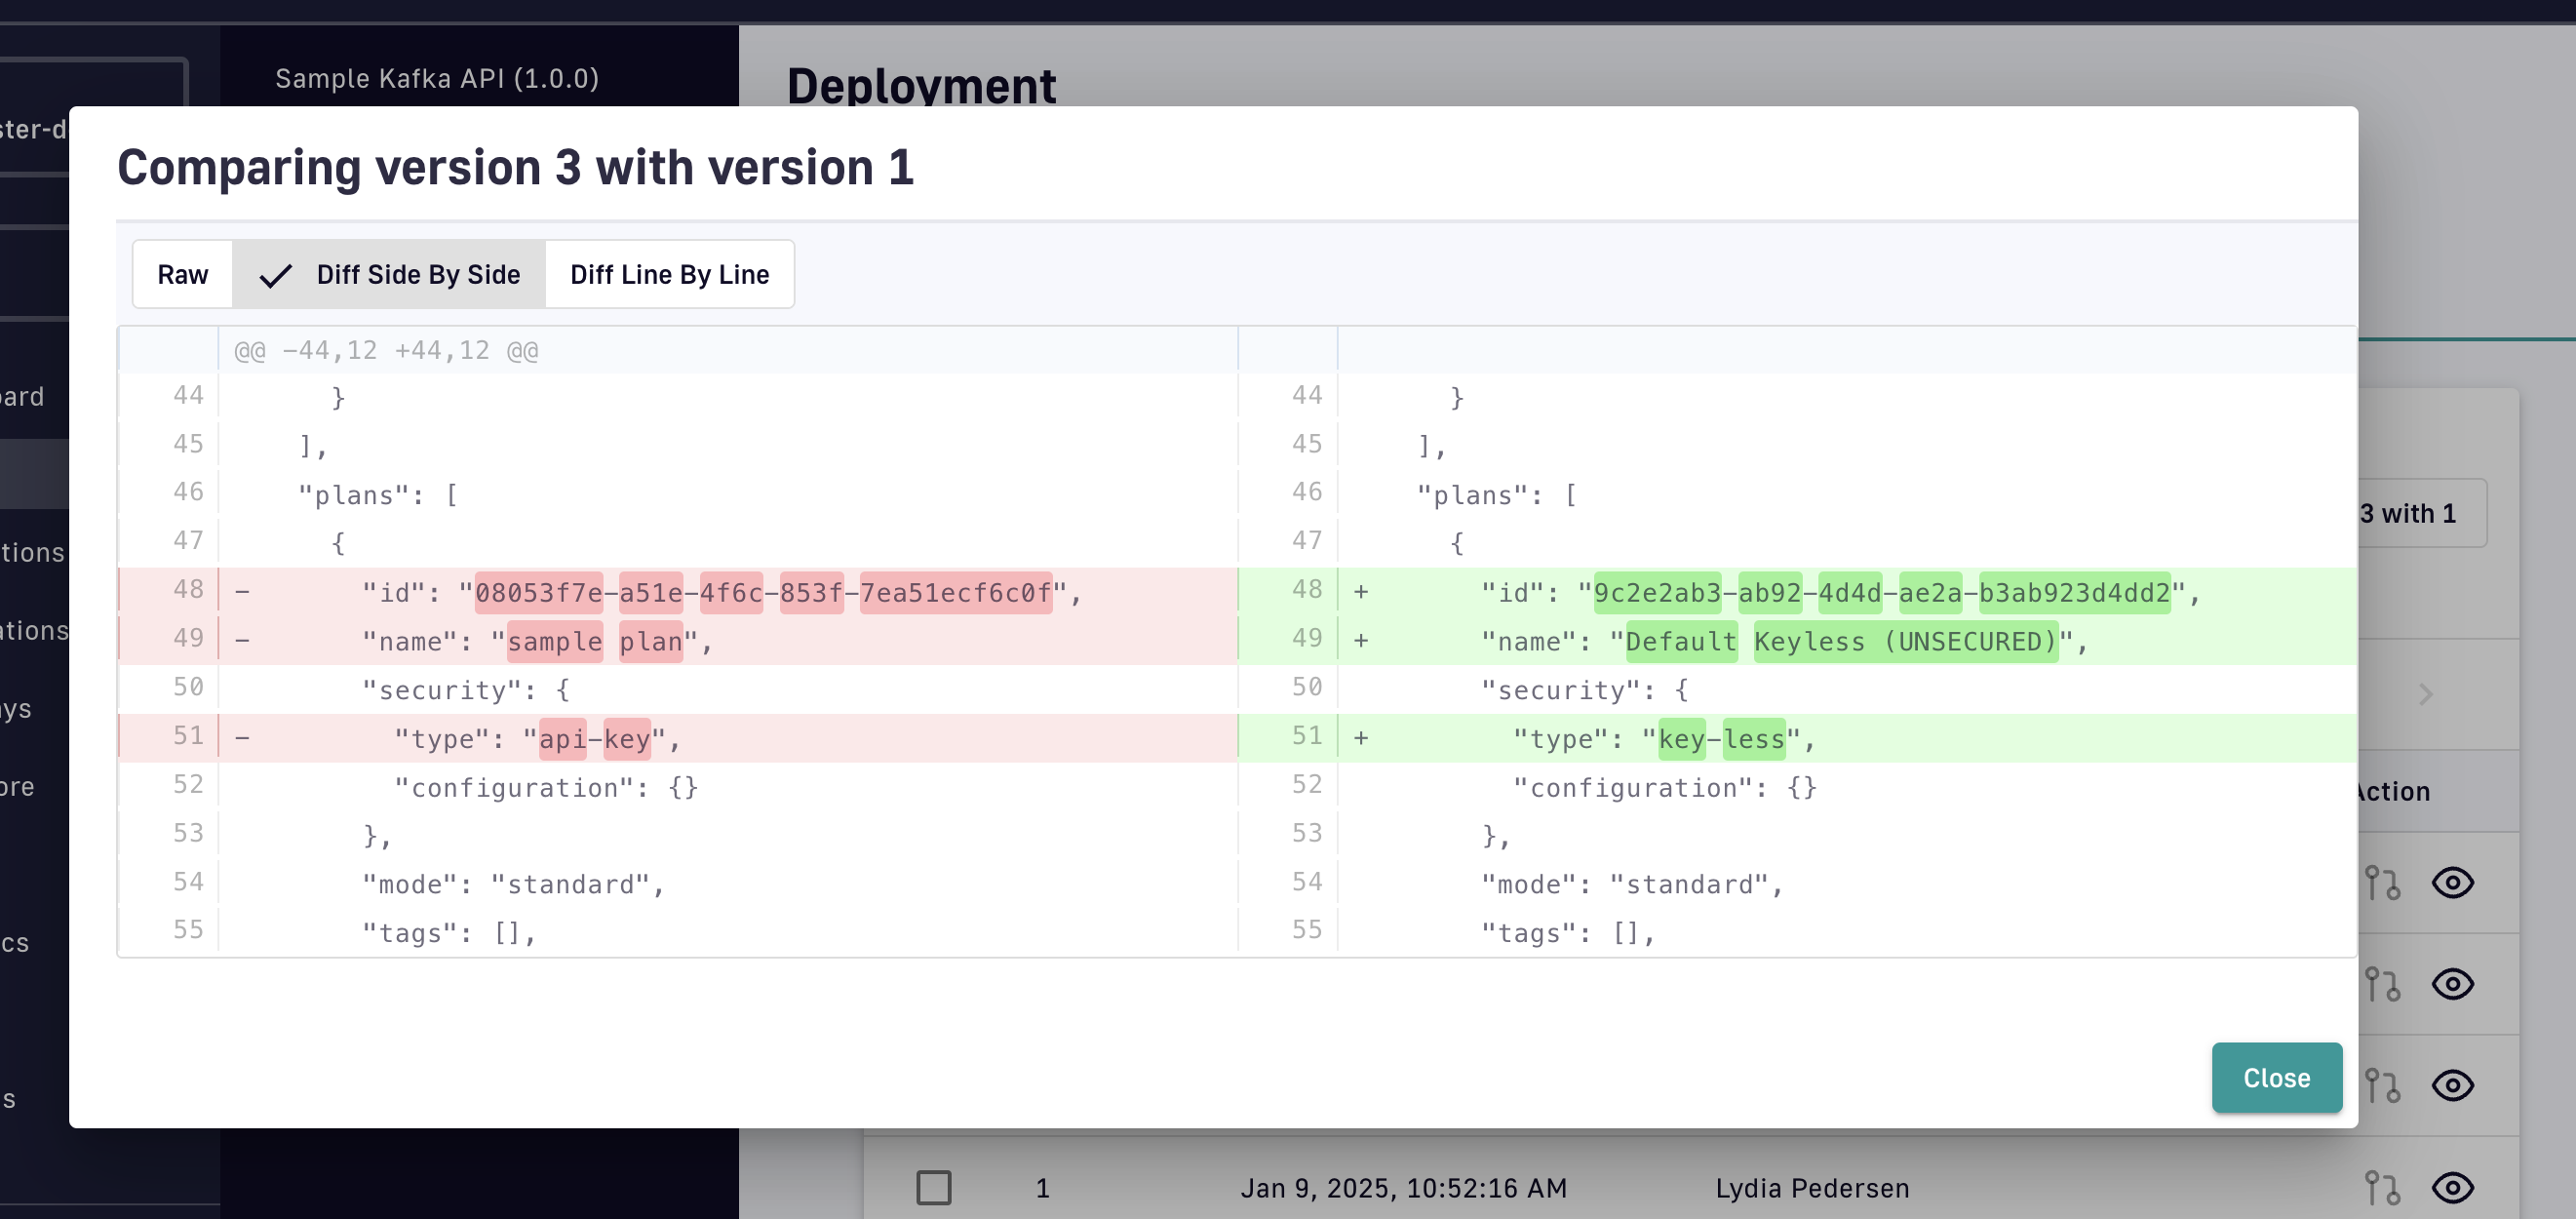 Sample Kafka API (1.0.0)
Deployment
ster-d
Comparing version 3 with version 1
Raw
Diff Side By Side
Diff Line By Line
@@ -44,12 +44,12 @@
44 }
45 ],
46 "plans": [
47 {
48 - "id": "08053f7e-a51e-4f6c-853f-7ea51ecf6c0f",
49 - "name": "sample plan",
50 "security": {
51 - "type": "api-key",
52 "configuration": {}
53 },
54 "mode": "standard",
55 "tags": [],
44 }
45 ],
46 "plans": [
47 {
48 + "id": "9c2e2ab3-ab92-4d4d-ae2a-b3ab923d4dd2",
49 + "name": "Default Keyless (UNSECURED)",
50 "security": {
51 + "type": "key-less",
52 "configuration": {}
53 },
54 "mode": "standard",
55 "tags": [],
oard
tions
ations
ays
ore
cs
s
3 with 1
Action
Close
1 Jan 9, 2025, 10:52:16 AM Lydia Pedersen